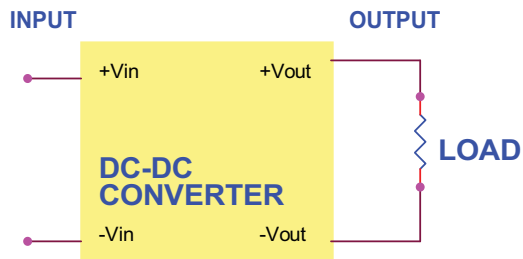 INPUT
OUTPUT
+Vin
+Vout
DC-DC
CONVERTER
LOAD
-Vin
-Vout